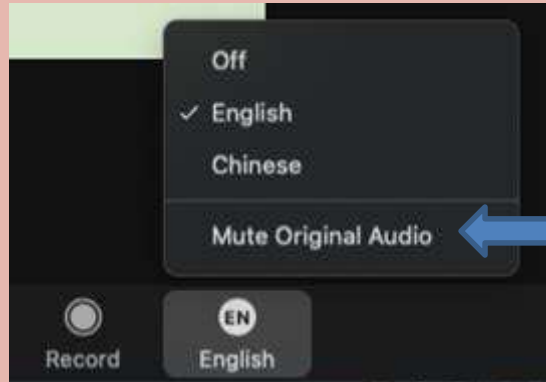 Off
✓ English
Chinese
Mute Original Audio
EN
Record English